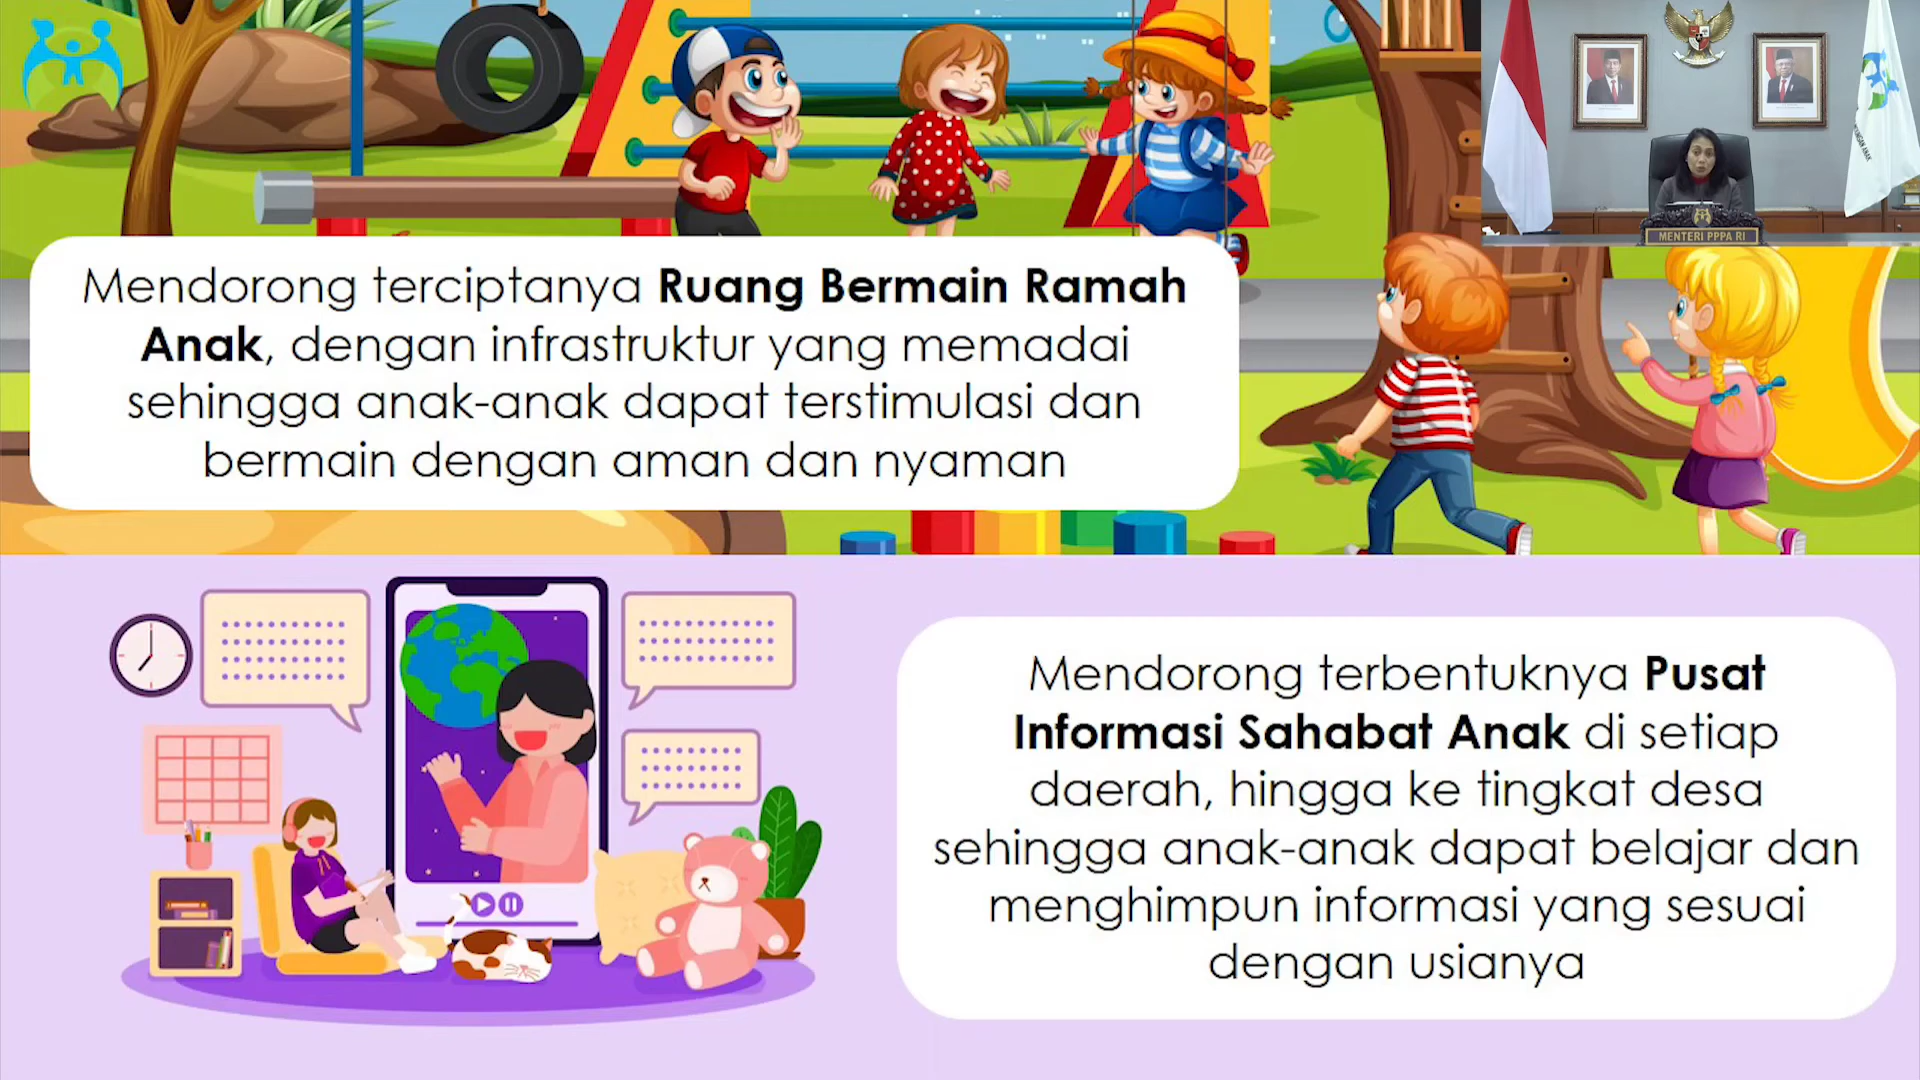 Mendorong terciptanya Ruang Bermain Ramah
Anak, dengan infrastruktur yang memadai
sehingga anak-anak dapat terstimulasi dan
bermain dengan aman dan nyaman
MENTERI PPPA RI
Mendorong terbentuknya Pusat
Informasi Sahabat Anak di setiap
daerah, hingga ke tingkat desa
sehingga anak-anak dapat belajar dan
menghimpun informasi yang sesuai
dengan usianya